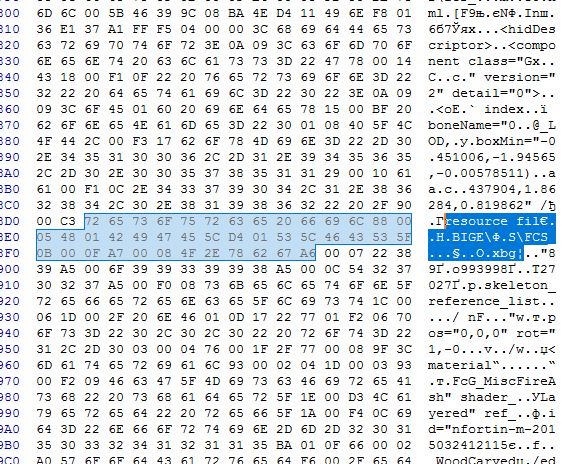 800 6D 6C 00 5B 46 39 9C 08 BA 4E D4 11 49 6E F8 01 ml.[F9њ.єNФ.Inш.
810 36 E1 37 A1 FF F5 04 00 00 3C 68 69 64 44 65 73 6б7Ўях...<hidDes
820 63 72 69 70 74 6F 72 3E 0A 09 3C 63 6F 6D 70 6F criptor>..<compo
830 6E 65 6E 74 20 63 6C 61 73 73 3D 22 47 78 00 14 nent class="Gx..
840 43 18 00 F1 0F 22 20 76 65 72 73 69 6F 6E 3D 22 C..с." version="
850 32 22 20 64 65 74 61 69 6C 3D 22 30 22 3E 0A 09 2" detail="0">..
860 09 3C 6F 45 01 60 20 69 6E 64 65 78 15 00 BF 20 .<oE.` index..ї
870 62 6F 6E 65 4E 61 6D 65 3D 22 30 01 08 40 5F 4C boneName="0..@_L
880 4F 44 2C 00 F3 17 62 6F 78 4D 69 6E 3D 22 2D 30 OD,.у.boxMin="-0
890 2E 34 35 31 30 30 36 2C 2D 31 2E 39 34 35 36 35 .451006,-1.94565
8A0 2C 2D 30 2E 30 30 35 37 38 35 31 31 29 00 10 61 ,-0.00578511)..a
8B0 61 00 F1 0C 2E 34 33 37 39 30 34 2C 31 2E 38 36 a.с.437904,1.86
8C0 32 38 34 2C 30 2E 38 31 39 38 36 32 22 20 2F 90 284,0.819862" /ђ
8D0 00 C3 72 65 73 6F 75 72 63 65 20 66 69 6C 88 00 .Гresource fil€.
8E0 05 48 01 42 49 47 45 5C D4 01 53 5C 46 43 53 5F .H.BIGE\Ф.S\FCS_
8F0 0B 00 0F A7 00 08 4F 2E 78 62 67 A6 00 07 22 38 ...§..O.xbg¦.."8
900 39 A5 00 6F 39 39 33 39 39 38 A5 00 0C 54 32 37 9Ґ.o993998Ґ..T27
910 30 32 37 A5 00 F0 08 73 6B 65 6C 65 74 6F 6E 5F 027Ґ.р.skeleton_
920 72 65 66 65 72 65 6E 63 65 5F 6C 69 73 74 1C 00 reference_list..
930 06 1D 00 2F 20 6E 46 01 0D 17 22 77 01 F2 06 70 ../ nF..."w.т.p
940 6F 73 3D 22 30 2C 30 2C 30 22 20 72 6F 74 3D 22 os="0,0,0" rot="
950 31 2C 2D 30 03 00 04 76 00 1F 2F 77 00 08 9F 3C 1,-0...v../w..џ<
960 6D 61 74 65 72 69 61 6C 93 00 02 04 1D 00 03 93 material“......“
970 00 F2 09 46 63 47 5F 4D 69 73 63 46 69 72 65 41 .т.FcG_MiscFireA
980 73 68 22 20 73 68 61 64 65 72 5F 1E 00 D3 4C 61 sh" shader_..УLa
990 79 65 72 65 64 22 20 72 65 66 5F 1A 00 F4 0C 69 yered" ref_..ф.i
9A0 64 3D 22 6E 66 6F 72 74 69 6E 2D 6D 2D 32 30 31 d="nfortin-m-201
9B0 35 30 33 32 34 31 32 31 31 35 BA 01 0F 66 00 02 5032412115є..f..